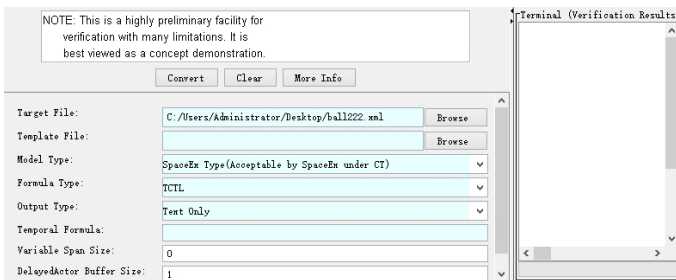 NOTE: This is a highly preliminary facility for
verification with many limitations. It is
best viewed as a concept demonstration.
Convert Clear More Info
Target File: C:/Users/Administrator/Desktop/ball222.xml Browse
Template File: Browse
Model Type: SpaceEx Type(Acceptable by SpaceEx under CT)
Formula Type: TCTL
Output Type: Text Only
Temporal Formula:
Variable Span Size: 0
DelayedActor Buffer Size: 1
Terminal (Verification Results